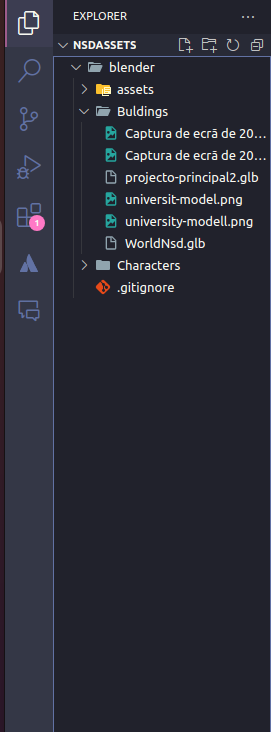 EXPLORER
NSDASSETS
blender
assets
Buldings
Captura de ecrã de 20...
Captura de ecrã de 20...
projecto-principal2.glb
universit-model.png
university-modell.png
WorldNsd.glb
Characters
.gitignore
1